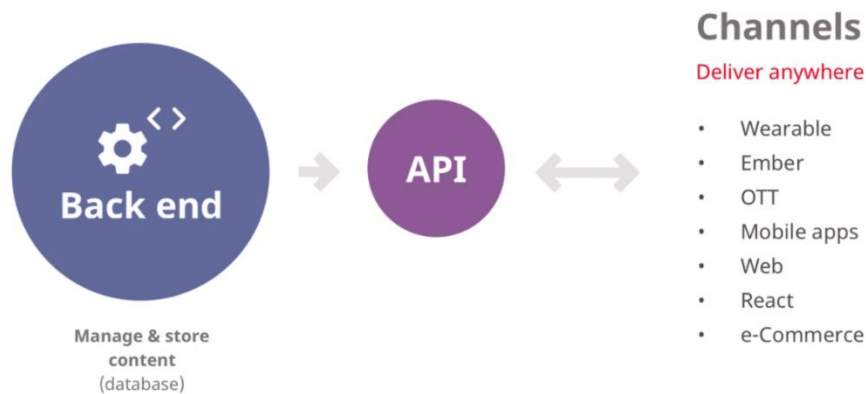 Channels
Deliver anywhere
< >
Back end
API
• Wearable
• Ember
• OTT
• Mobile apps
• Web
• React
• e-Commerce
Manage & store
content
(database)